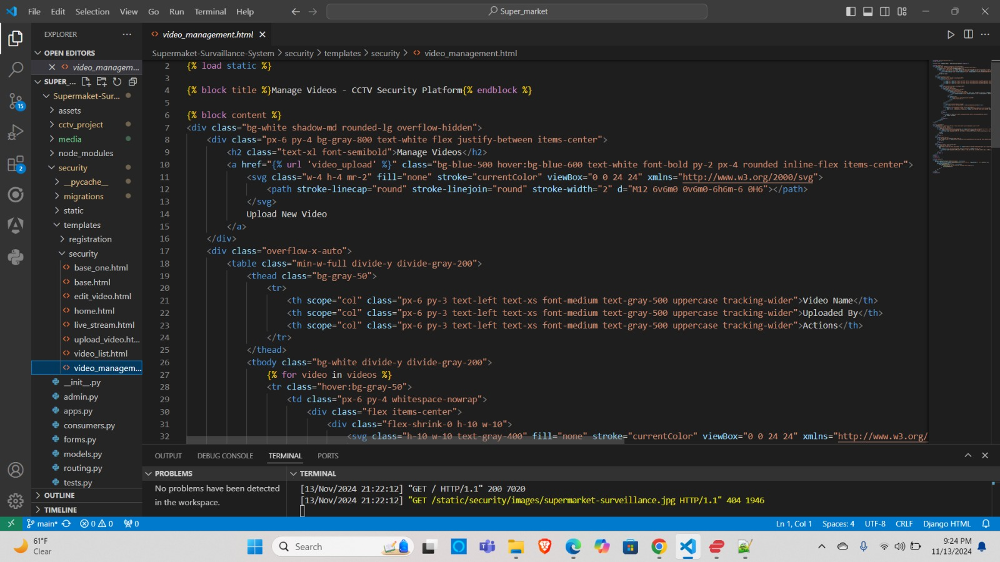 File Edit Selection View Go Run Terminal Help
Super_market
EXPLORER
video_management.html
OPEN EDITORS
Supermaket-Survaillance-System > security > templates > security > video_management.html
video_managem...
SUPER_...
Supermaket-Sur...
assets
cctv_project
media
node_modules
security
__pycache__
migrations
static
templates
registration
security
base_one.html
base.html
edit_video.html
home.html
live_stream.html
upload_video.ht...
video_list.html
video_managem...
__init__.py
admin.py
apps.py
consumers.py
forms.py
models.py
routing.py
tests.py
OUTLINE
TIMELINE
15
2
2 {% load static %}
3
4 {% block title %}Manage Videos - CCTV Security Platform{% endblock %}
5
6 {% block content %}
7 <div class="bg-white shadow-md rounded-lg overflow-hidden">
8 <div class="px-6 py-4 bg-gray-800 text-white flex justify-between items-center">
9 <h2 class="text-xl font-semibold">Manage Videos</h2>
10 <a href="{% url 'video_upload' %}" class="bg-blue-500 hover:bg-blue-600 text-white font-bold py-2 px-4 rounded inline-flex items-center">
11 <svg class="w-4 h-4 mr-2" fill="none" stroke="currentColor" viewBox="0 0 24 24" xmlns="http://www.w3.org/2000/svg">
12 <path stroke-linecap="round" stroke-linejoin="round" stroke-width="2" d="M12 6v6m0 0v6m0-6h6m-6 0H6"></path>
13 </svg>
14 Upload New Video
15 </a>
16 </div>
17 <div class="overflow-x-auto">
18 <table class="min-w-full divide-y divide-gray-200">
19 <thead class="bg-gray-50">
20 <tr>
21 <th scope="col" class="px-6 py-3 text-left text-xs font-medium text-gray-500 uppercase tracking-wider">Video Name</th>
22 <th scope="col" class="px-6 py-3 text-left text-xs font-medium text-gray-500 uppercase tracking-wider">Uploaded By</th>
23 <th scope="col" class="px-6 py-3 text-left text-xs font-medium text-gray-500 uppercase tracking-wider">Actions</th>
24 </tr>
25 </thead>
26 <tbody class="bg-white divide-y divide-gray-200">
27 {% for video in videos %}
28 <tr class="hover:bg-gray-50">
29 <td class="px-6 py-4 whitespace-nowrap">
30 <div class="flex items-center">
31 <div class="flex-shrink-0 h-10 w-10">
32 <svg class="h-10 w-10 text-gray-400" fill="none" stroke="currentColor" viewBox="0 0 24 24" xmlns="http://www.w3.org/
OUTPUT DEBUG CONSOLE TERMINAL PORTS
PROBLEMS
No problems have been detected
in the workspace.
TERMINAL
[13/Nov/2024 21:22:12] "GET / HTTP/1.1" 200 7020
[13/Nov/2024 21:22:12] "GET /static/security/images/supermarket-surveillance.jpg HTTP/1.1" 404 1946
main* 0 0 0 Ln 1, Col 1 Spaces: 4 UTF-8 CRLF Django HTML
61°F
Clear
Search
9:24 PM
11/13/2024